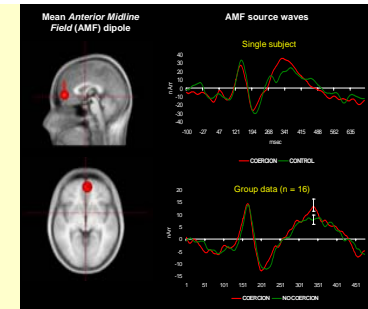 Mean Anterior Midline
Field (AMF) dipole
AMF source waves
Single subject
nAm
40
30
20
10
0
-10
-20
-30
-40
-100 -27 47 121 194 268 341 415 488 562 635
msec
COERCION CONTROL
Group data (n = 16)
nAm
20
15
10
5
0
-5
-10
-15
1 51 101 151 201 251 301 351 401 451
COERCION NO COERCION